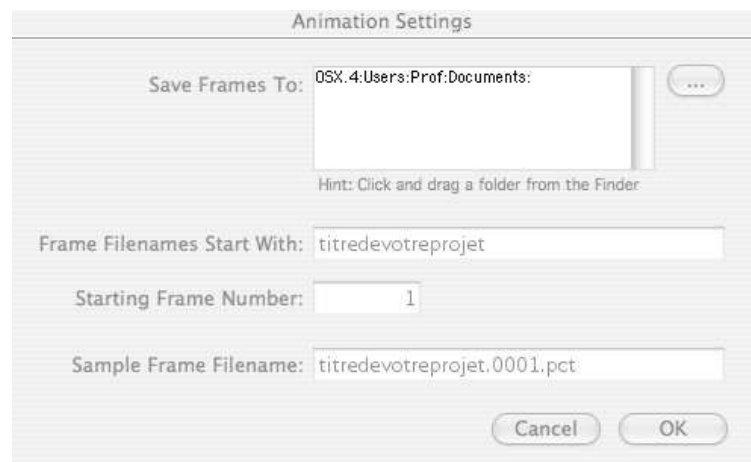 Animation Settings
Save Frames To: OSX.4:Users:Prof:Documents: ...
Hint: Click and drag a folder from the Finder
Frame Filenames Start With: titredevotreprojet
Starting Frame Number: 1
Sample Frame Filename: titredevotreprojet.0001.pct
Cancel OK